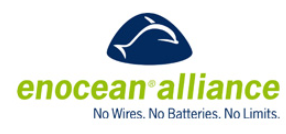 enocean® alliance
No Wires. No Batteries. No Limits.